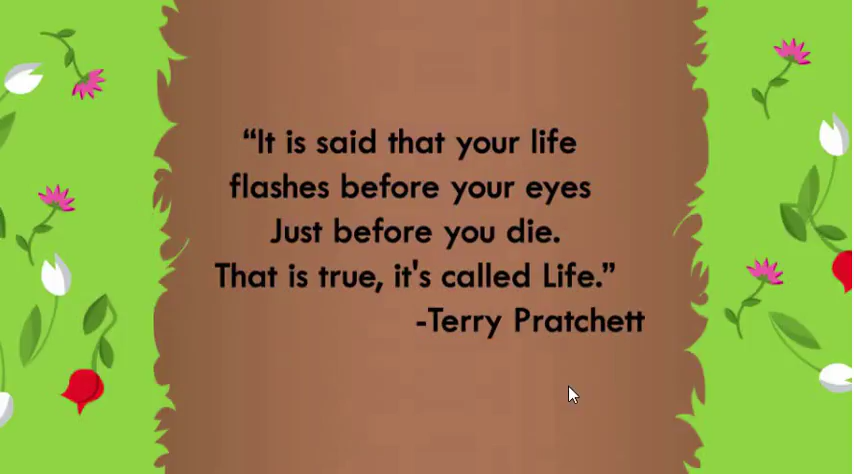 “It is said that your life
flashes before your eyes
Just before you die.
That is true, it's called Life.”
-Terry Pratchett